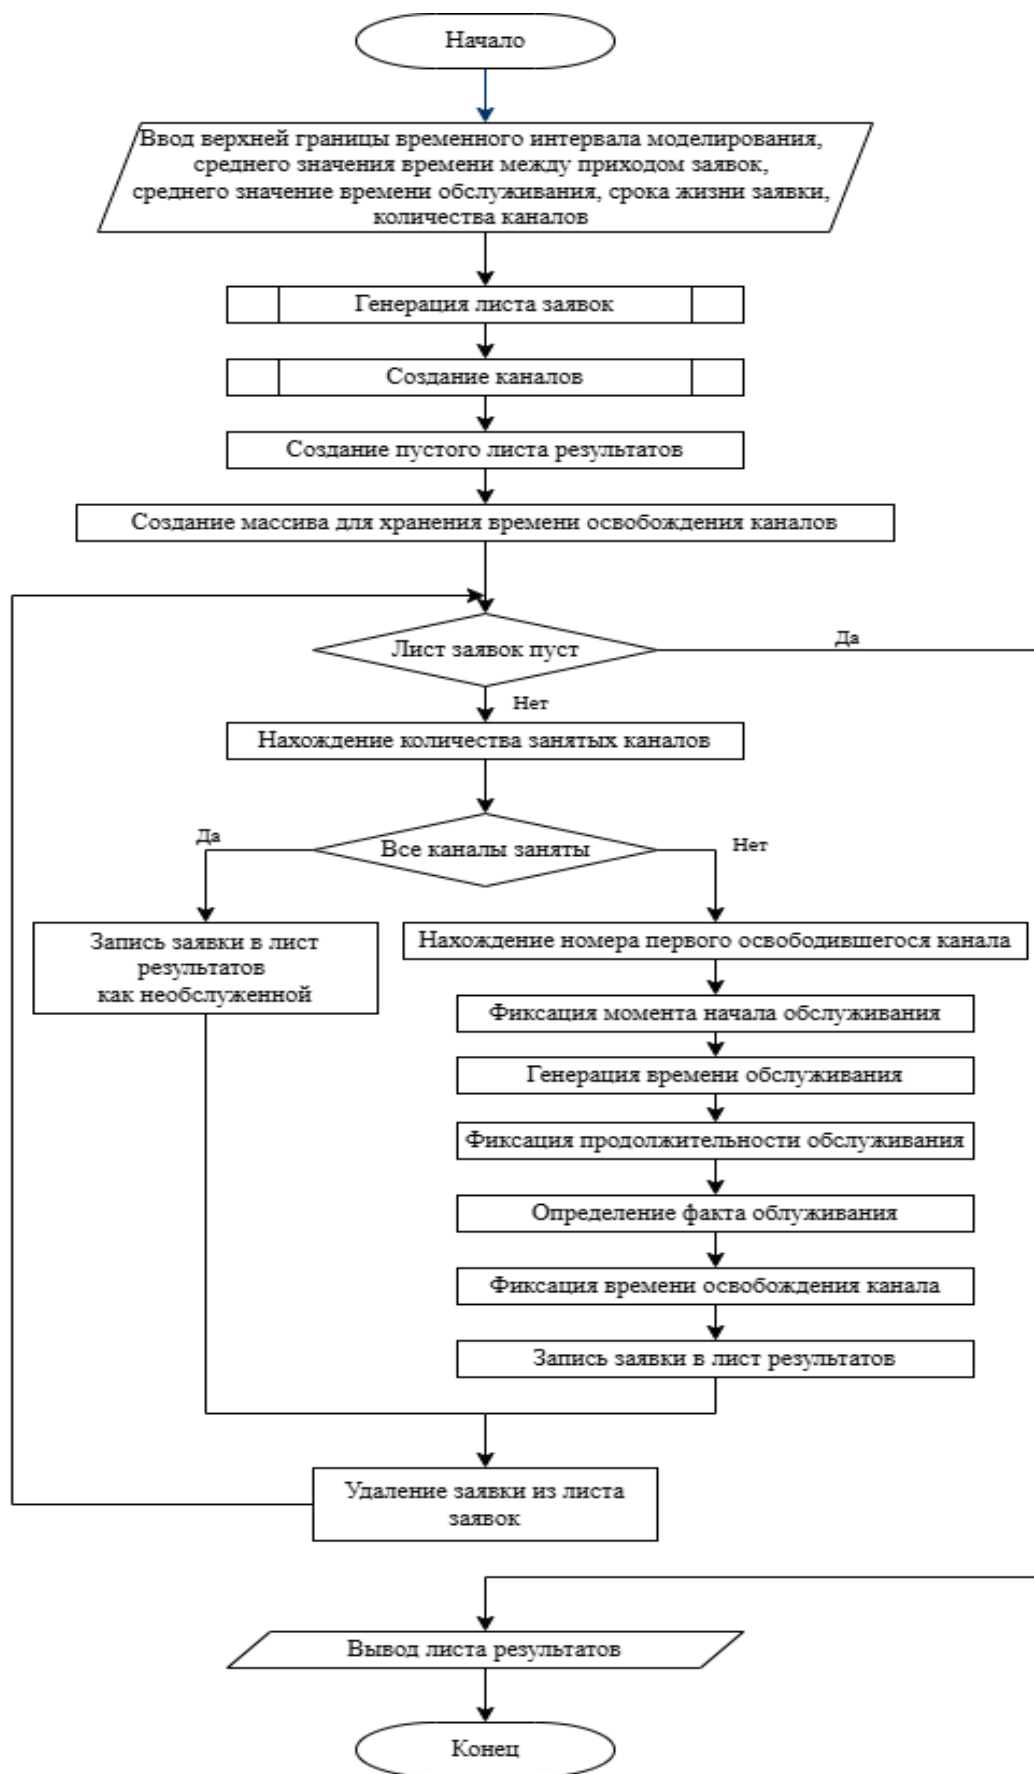 Начало
Ввод верхней границы временного интервала моделирования,
среднего значения времени между приходом заявок,
среднего значение времени обслуживания, срока жизни заявки,
количества каналов
Генерация листа заявок
Создание каналов
Создание пустого листа результатов
Создание массива для хранения времени освобождения каналов
Лист заявок пуст
Да
Нет
Нахождение количества занятых каналов
Все каналы заняты
Да
Нет
Запись заявки в лист
результатов
как необслуженной
Нахождение номера первого освободившегося канала
Фиксация момента начала обслуживания
Генерация времени обслуживания
Фиксация продолжительности обслуживания
Определение факта облуживания
Фиксация времени освобождения канала
Запись заявки в лист результатов
Удаление заявки из листа
заявок
Вывод листа результатов
Конец